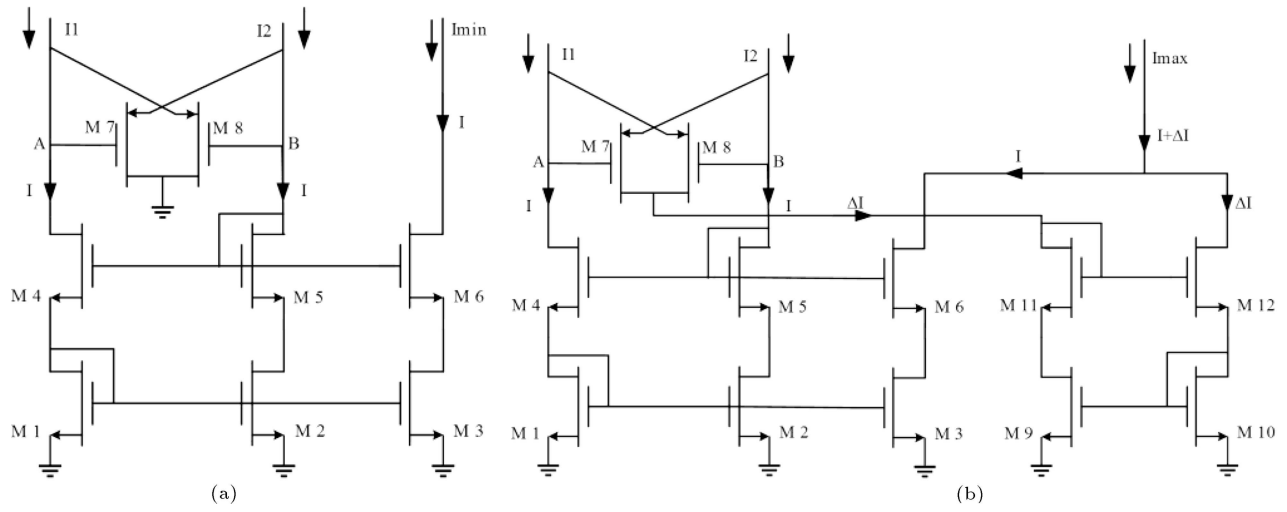 I1 I2 Imin
M 7 M 8
A B
I I I
M 4 M 5 M 6
M 1 M 2 M 3
(a)
I1 I2 Imax
M 7 M 8 I+ΔI
A B I
I I ΔI ΔI
M 4 M 5 M 6 M 11 M 12
M 1 M 2 M 3 M 9 M 10
(b)